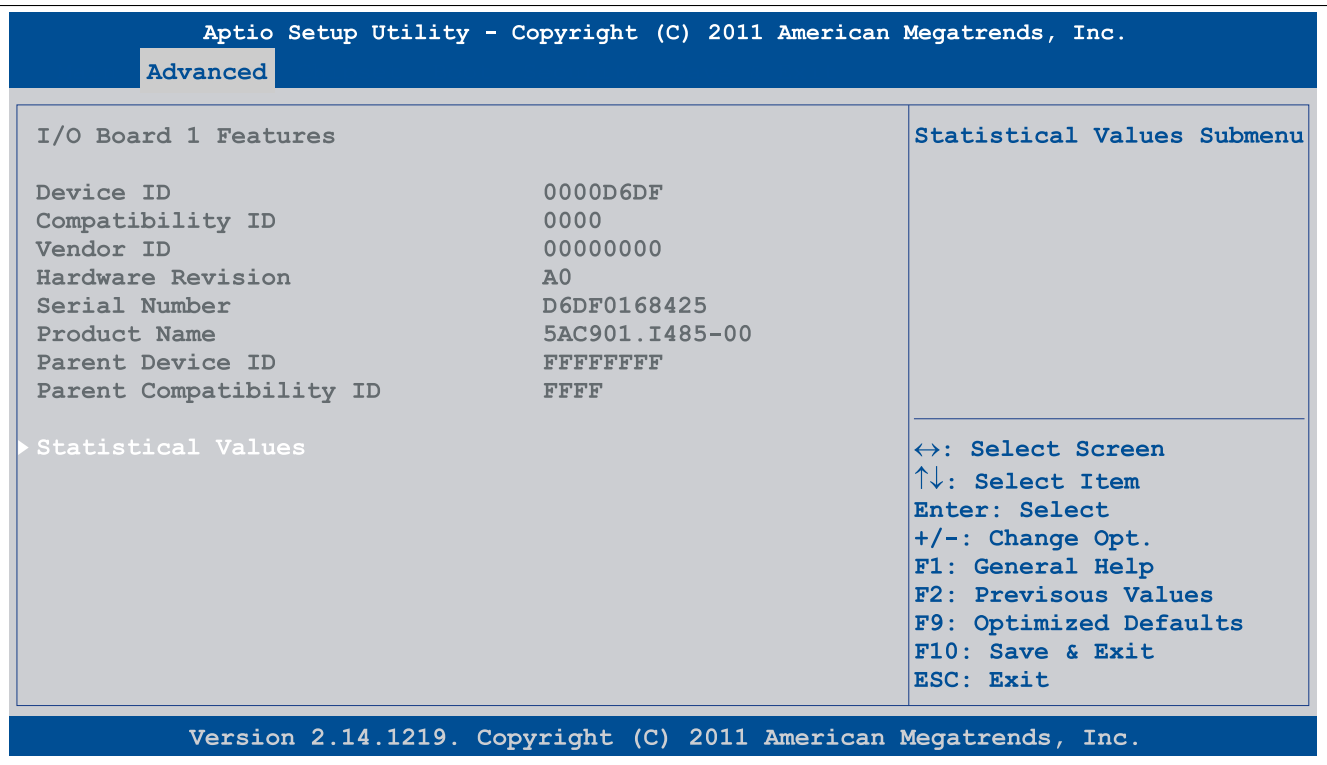 Aptio Setup Utility - Copyright (C) 2011 American Megatrends, Inc.
Advanced
I/O Board 1 Features
Device ID 0000D6DF
Compatibility ID 0000
Vendor ID 00000000
Hardware Revision A0
Serial Number D6DF0168425
Product Name 5AC901.I485-00
Parent Device ID FFFFFFFF
Parent Compatibility ID FFFF
Statistical Values
Statistical Values Submenu
↔: Select Screen
↑↓: Select Item
Enter: Select
+/-: Change Opt.
F1: General Help
F2: Previsous Values
F9: Optimized Defaults
F10: Save & Exit
ESC: Exit
Version 2.14.1219. Copyright (C) 2011 American Megatrends, Inc.